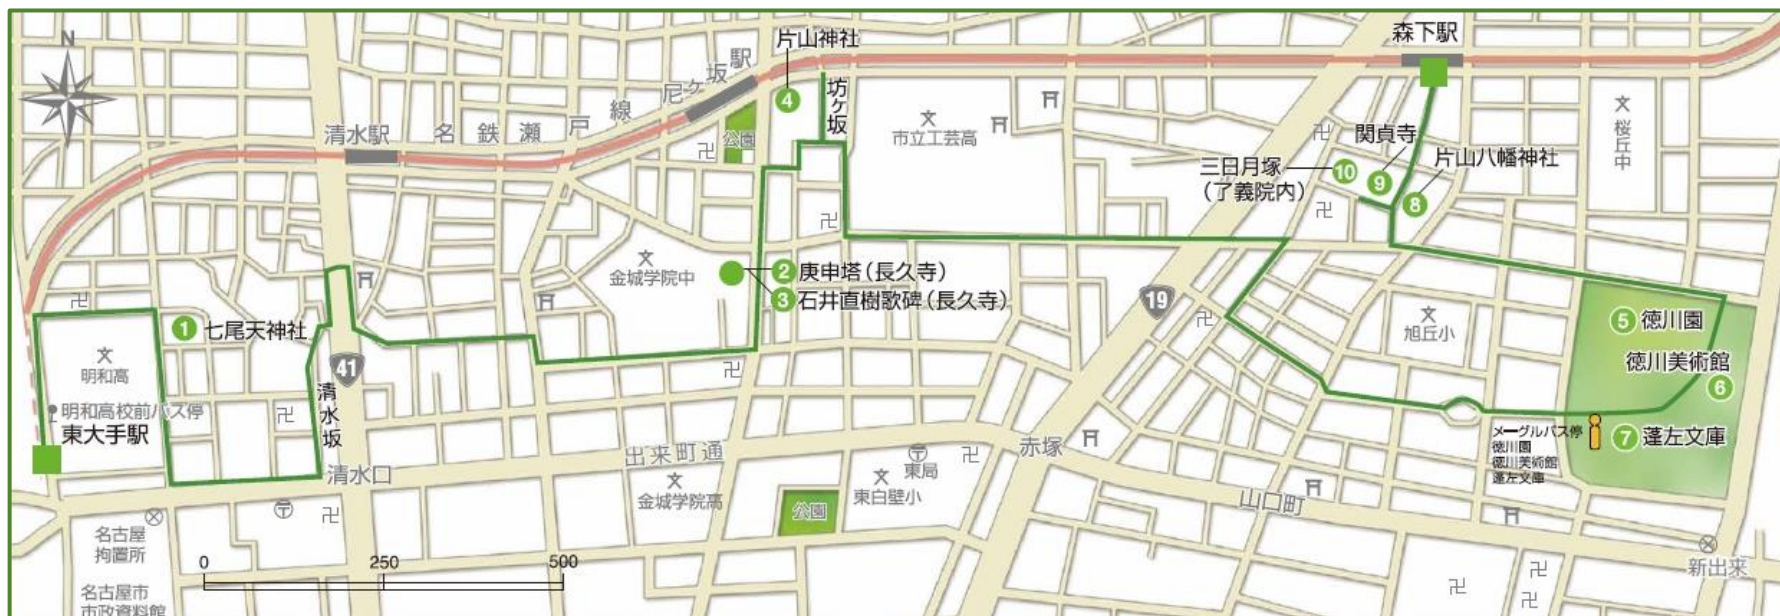 N
片山神社
4
坊ヶ坂
森下駅
清水駅
名鉄瀬戸線
尼ヶ坂駅
公園
文
市立工芸高
文
桜丘中
関貞寺
三日月塚
(了義院内)
10
9
片山八幡神社
8
文
金城学院中
2 庚申塔(長久寺)
3 石井直樹歌碑(長久寺)
19
1 七尾天神社
文
明和高
明和高校前バス停
東大手駅
41
清水坂
文
旭丘小
5 徳川園
徳川美術館
6
メーグルバス停
徳川園
徳川美術館
蓬左文庫
7 蓬左文庫
清水口
出来町通
文
金城学院高
文
東白壁小
東局
赤塚
山口町
公園
新出来
名古屋
拘置所
名古屋市
市政資料館
0 250 500